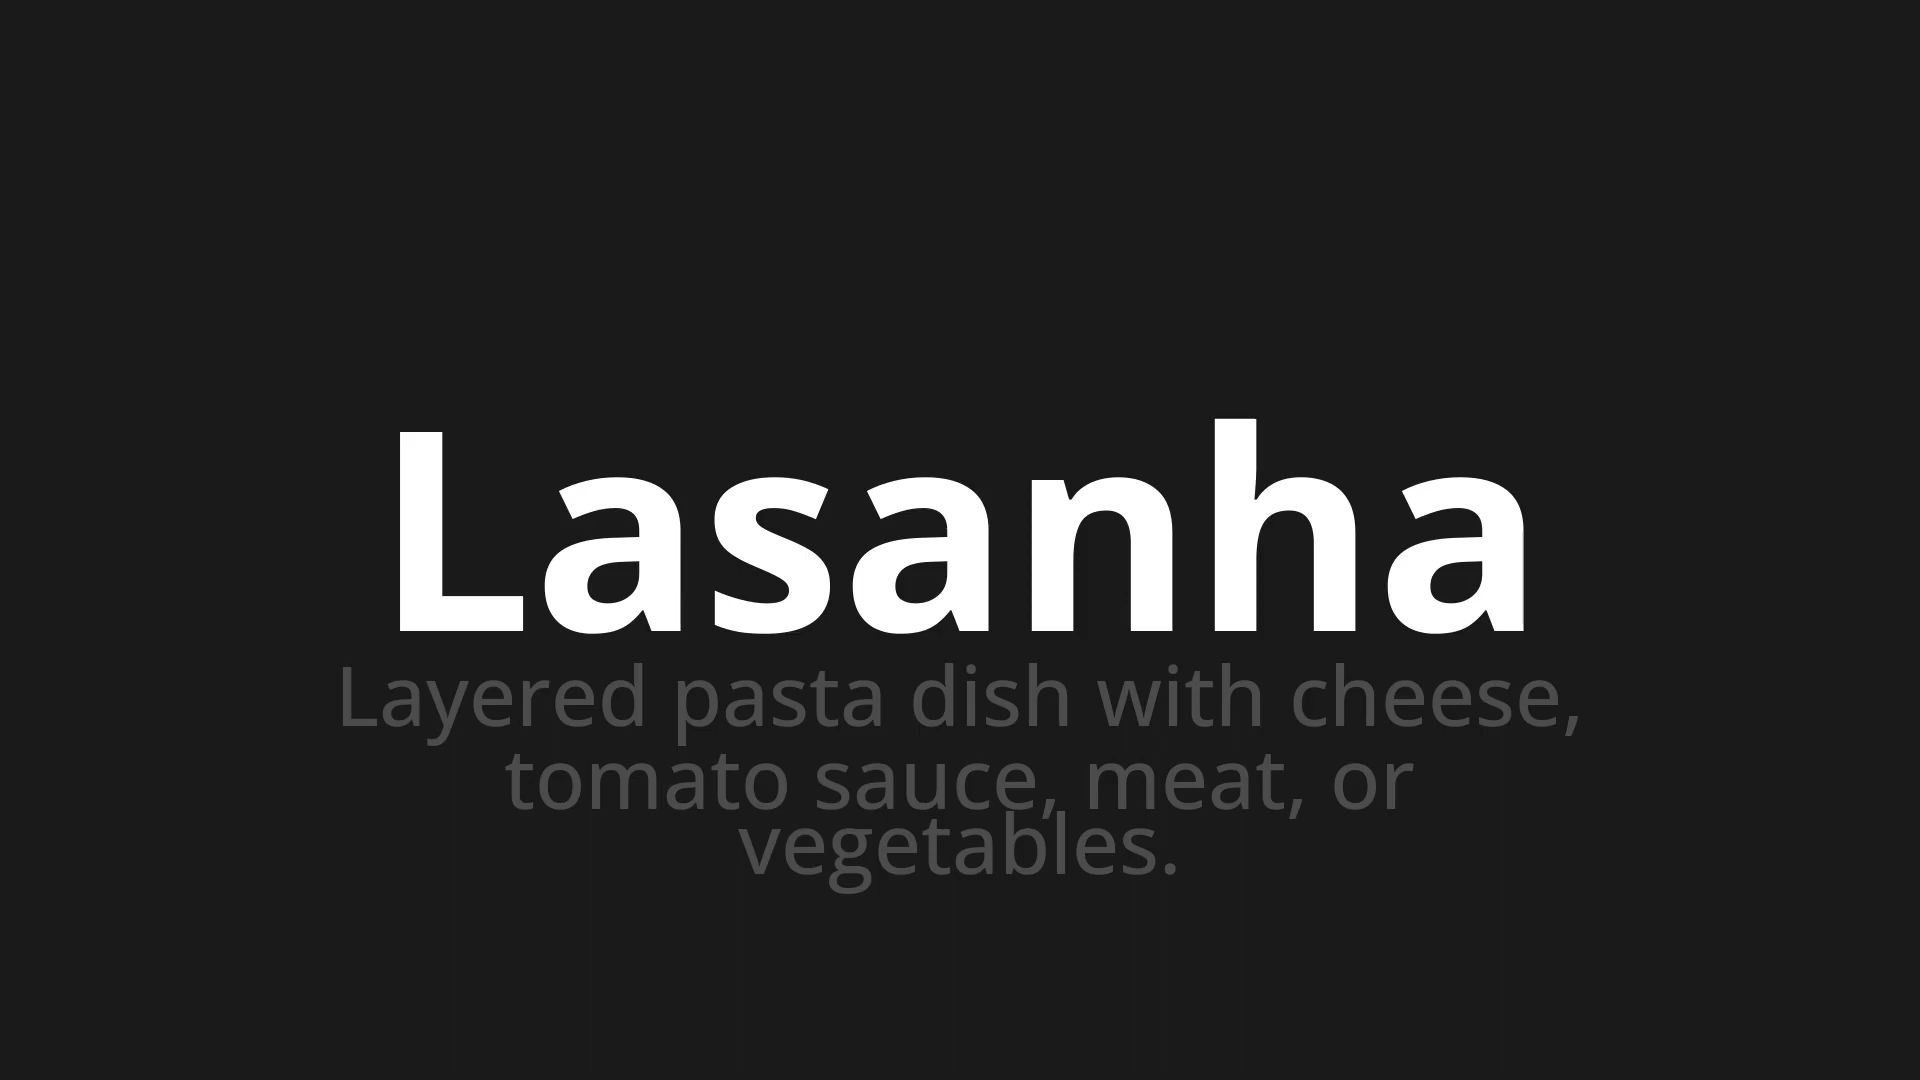 Lasanha
Layered pasta dish with cheese,
tomato sauce, meat, or
vegetables.